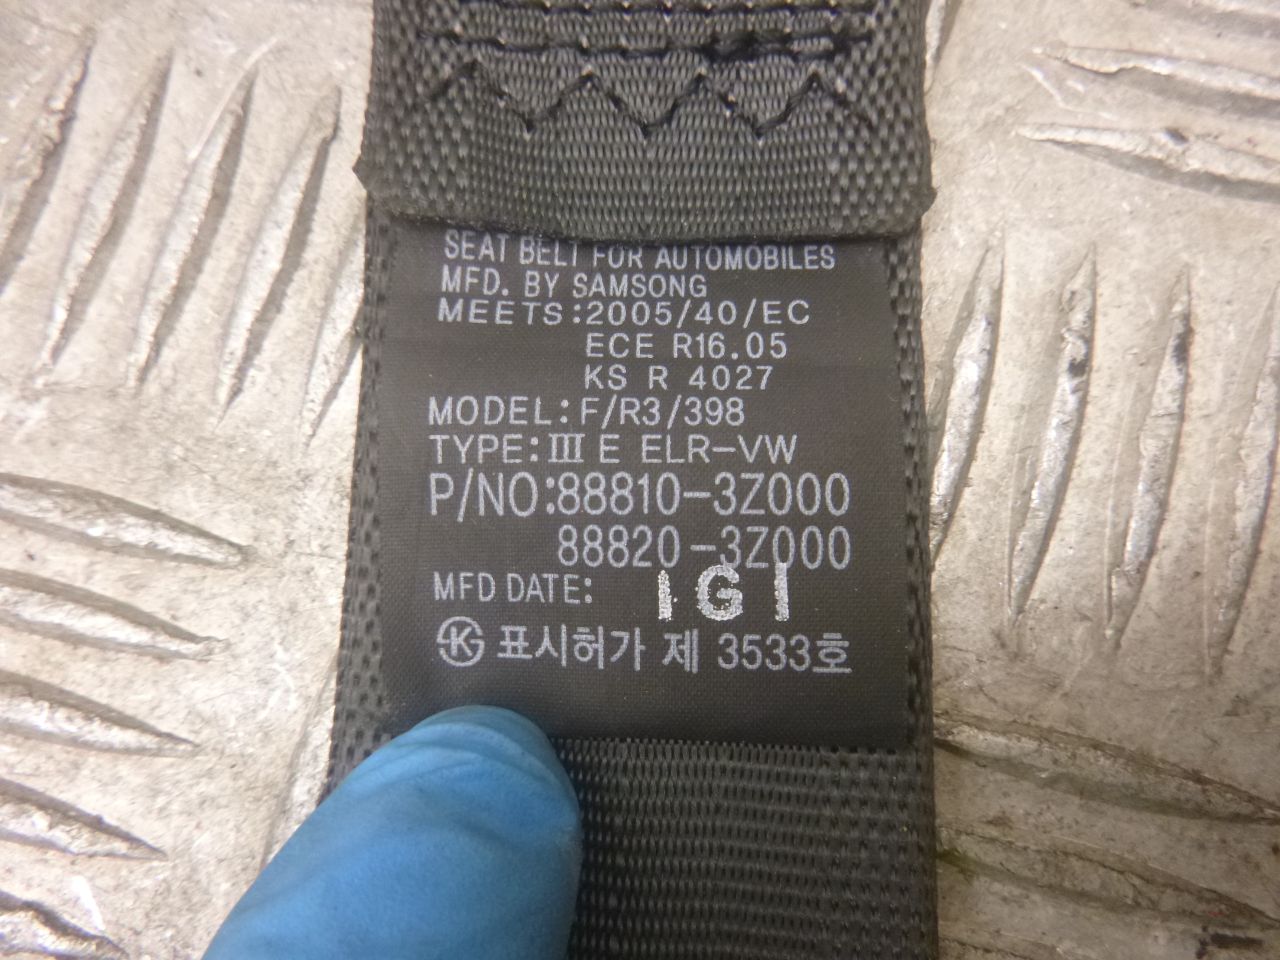 SEAT BELT FOR AUTOMOBILES
MFD. BY SAMSONG
MEETS:2005/40/EC
ECE R16.05
KS R 4027
MODEL:F/R3/398
TYPE:Ⅲ E ELR-VW
P/NO:88810-3Z000
88820-3Z000
MFD DATE: 1G1
표시허가 제 3533호